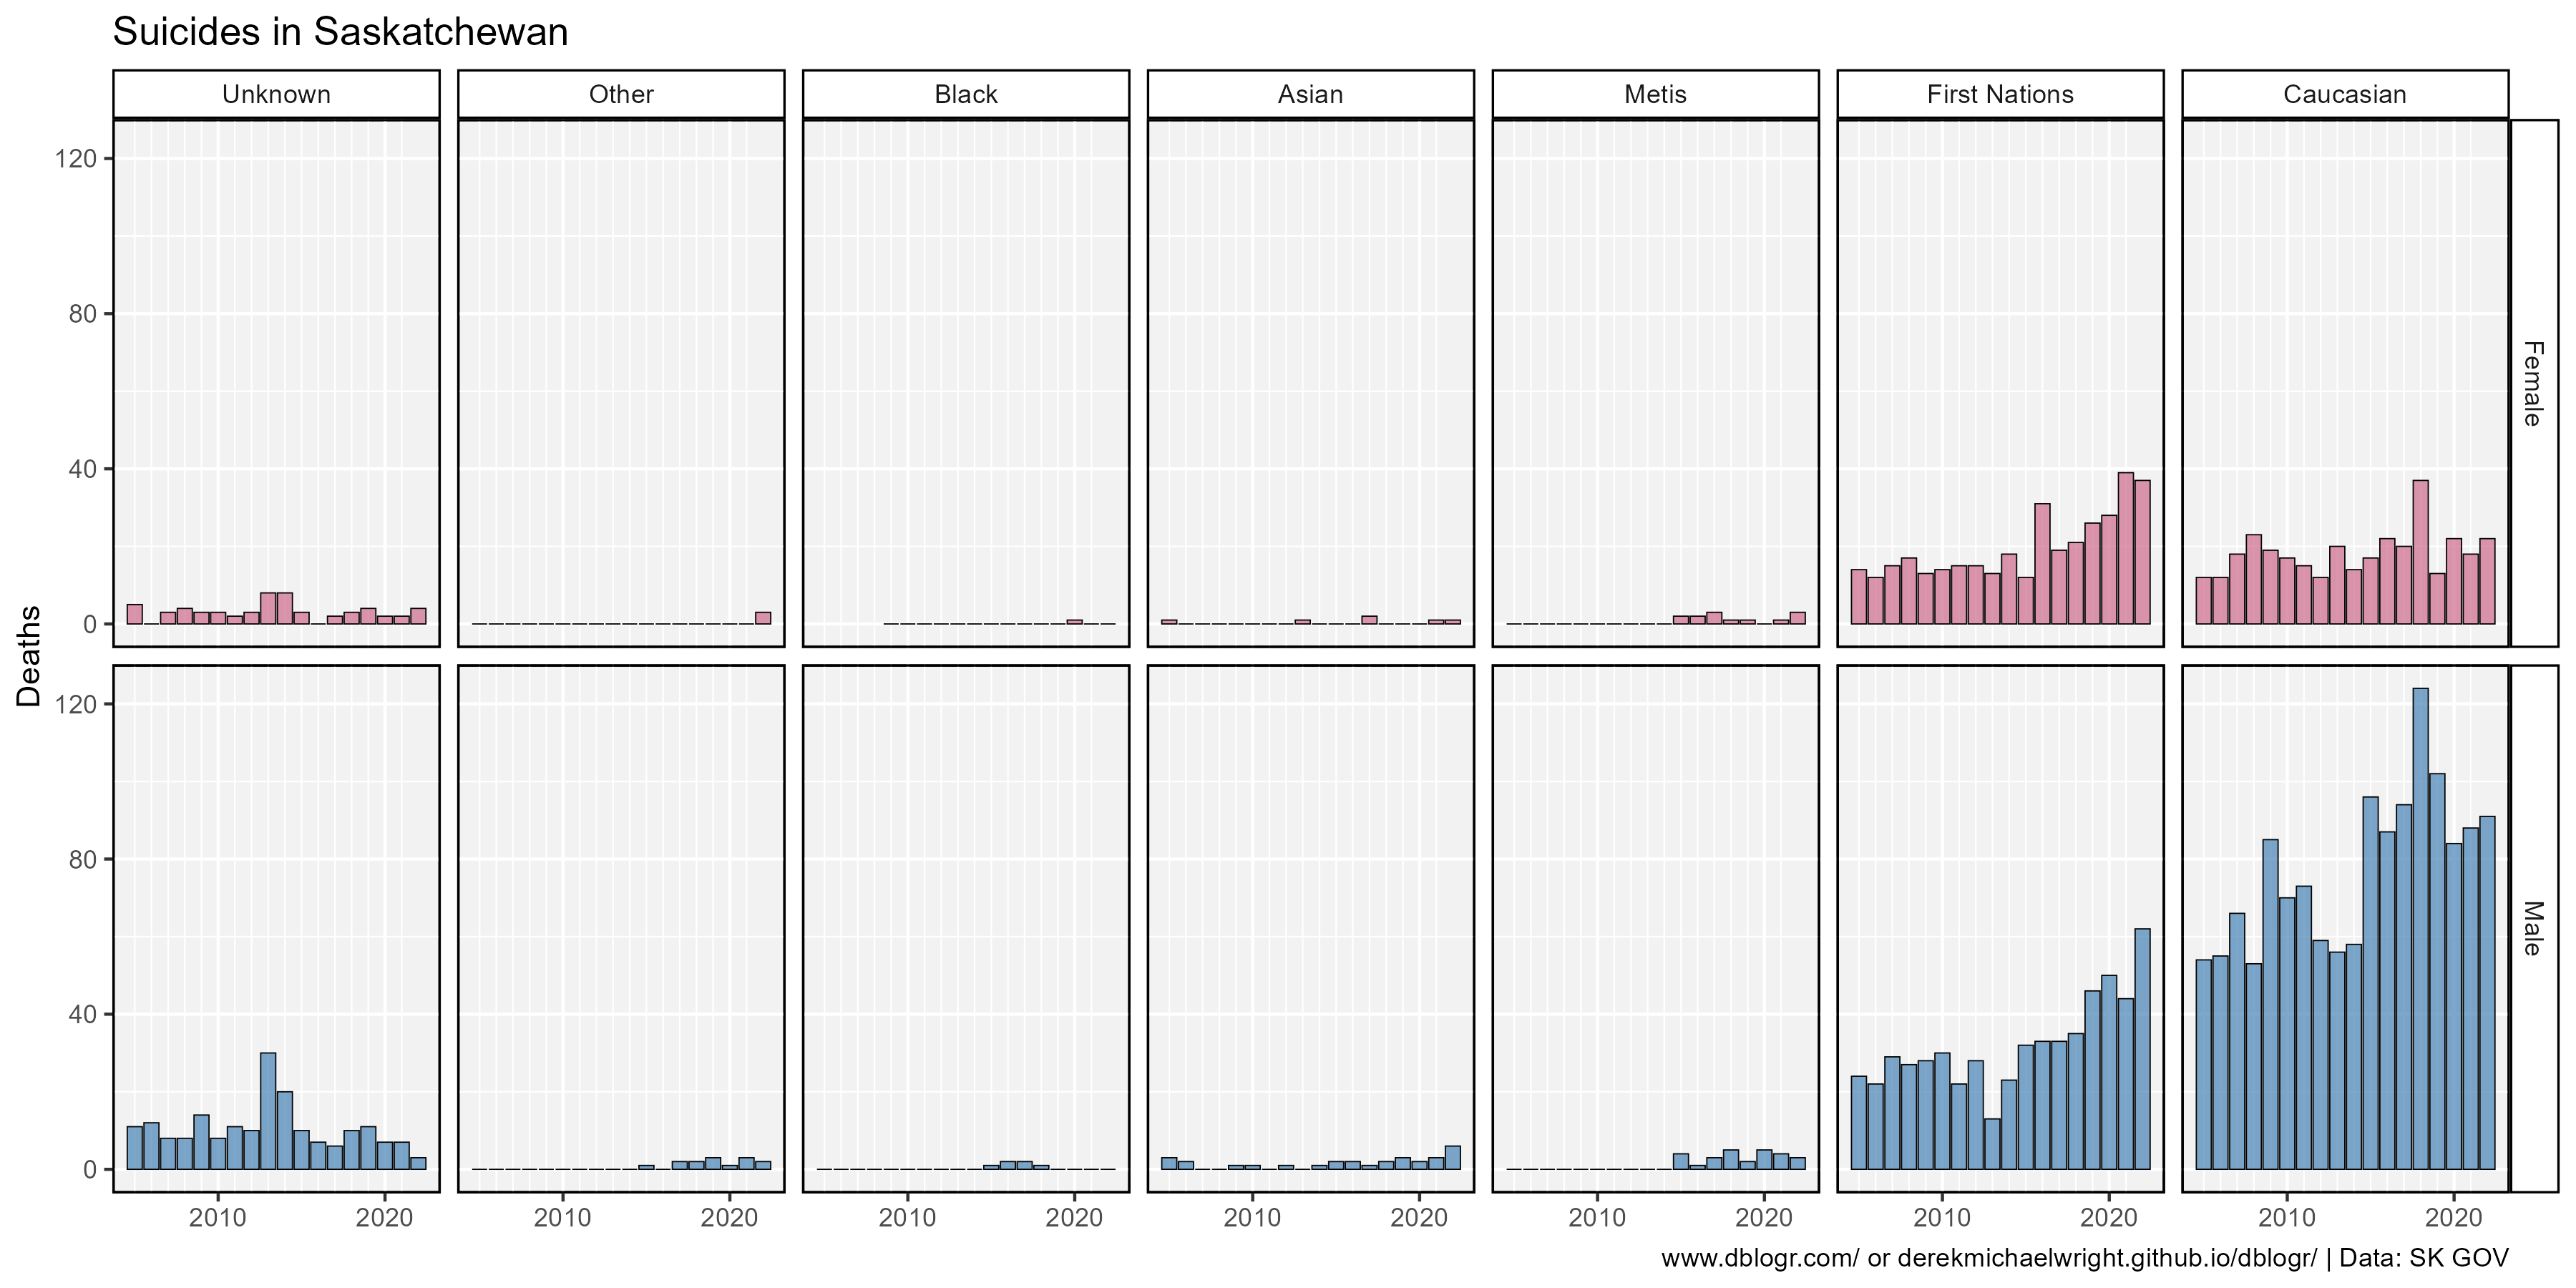 Suicides in Saskatchewan
Unknown Other Black Asian Metis First Nations Caucasian
120
80
40
0
Female
Deaths
120
80
40
0
Male
2010 2020 2010 2020 2010 2020 2010 2020 2010 2020 2010 2020 2010 2020
www.dblogr.com/ or derekmichaelwright.github.io/dblogr/ | Data: SK GOV